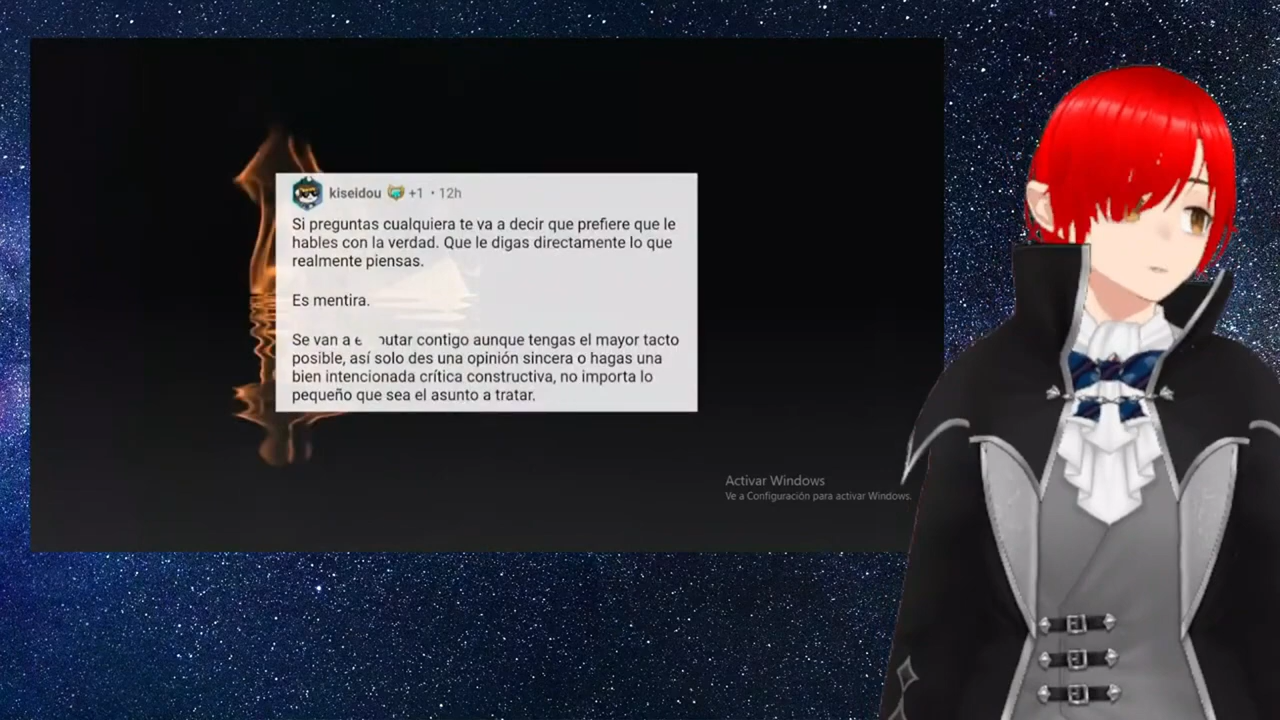 kiseidou +1 • 12h
Si preguntas cualquiera te va a decir que prefiere que le
hables con la verdad. Que le digas directamente lo que
realmente piensas.
Es mentira.
Se van a contigo aunque tengas el mayor tacto
posible, así solo des una opinión sincera o hagas una
bien intencionada crítica constructiva, no importa lo
pequeño que sea el asunto a tratar.
Activar Windows
Ve a Configuración para activar Windows.